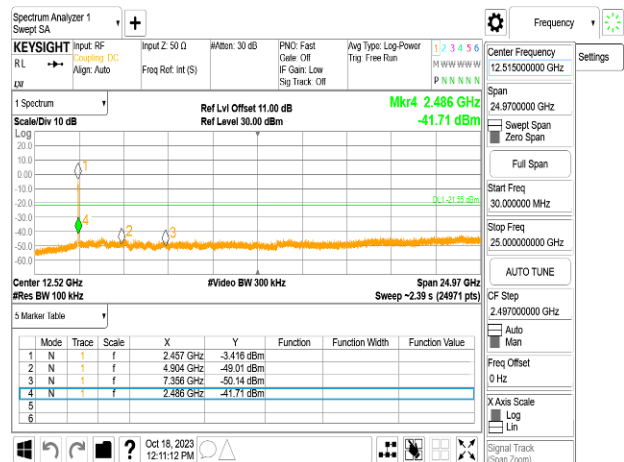 Spectrum Analyzer 1
Swept SA
Frequency
KEYSIGHT
RL
Input: RF
Coupling: DC
Align: Auto
Input Z: 50 Ω
Freq Ref: Int (S)
#Atten: 30 dB
PNO: Fast
Gate: Off
IF Gain: Low
Sig Track: Off
Avg Type: Log-Power
Trig: Free Run
1 2 3 4 5 6
M W W W W W
P N N N N N
1 Spectrum
Scale/Div 10 dB
Ref Lvl Offset 11.00 dB
Ref Level 30.00 dBm
Mkr4 2.486 GHz
-41.71 dBm
Log
20.0
10.0
0.00
-10.0
-20.0
-30.0
-40.0
-50.0
-60.0
1
2
3
4
DL1 -21.55 dBm
Center 12.52 GHz
#Res BW 100 kHz
#Video BW 300 kHz
Span 24.97 GHz
Sweep ~2.39 s (24971 pts)
5 Marker Table
Mode Trace Scale X Y Function Function Width Function Value
1 N 1 f 2.457 GHz -3.416 dBm
2 N 1 f 4.904 GHz -49.01 dBm
3 N 1 f 7.356 GHz -50.14 dBm
4 N 1 f 2.486 GHz -41.71 dBm
5
6
Oct 18, 2023
12:11:12 PM
Settings
Center Frequency
12.515000000 GHz
Span
24.9700000 GHz
Swept Span
Zero Span
Full Span
Start Freq
30.000000 MHz
Stop Freq
25.000000000 GHz
AUTO TUNE
CF Step
2.497000000 GHz
Auto
Man
Freq Offset
0 Hz
X Axis Scale
Log
Lin
Signal Track
(Span Zoom)